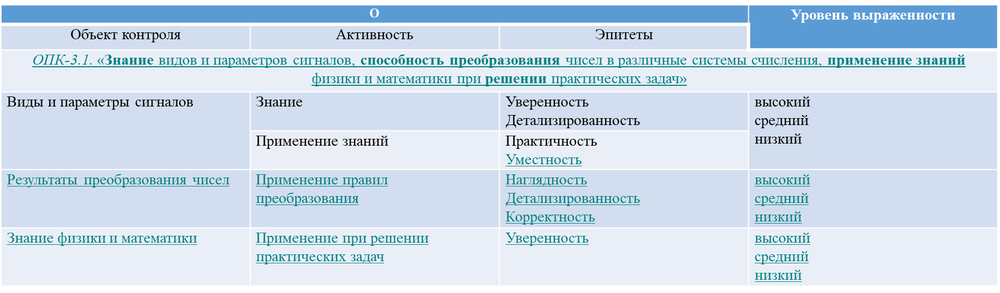 О
Уровень выраженности
Объект контроля
Активность
Эпитеты
ОПК-3.1. «Знание видов и параметров сигналов, способность преобразования чисел в различные системы счисления, применение знаний
физики и математики при решении практических задач»
Виды и параметры сигналов
Знание
Уверенность
Детализированность
высокий
средний
низкий
Применение знаний
Практичность
Уместность
Результаты преобразования чисел
Применение правил
преобразования
Наглядность
Детализированность
Корректность
высокий
средний
низкий
Знание физики и математики
Применение при решении
практических задач
Уверенность
высокий
средний
низкий